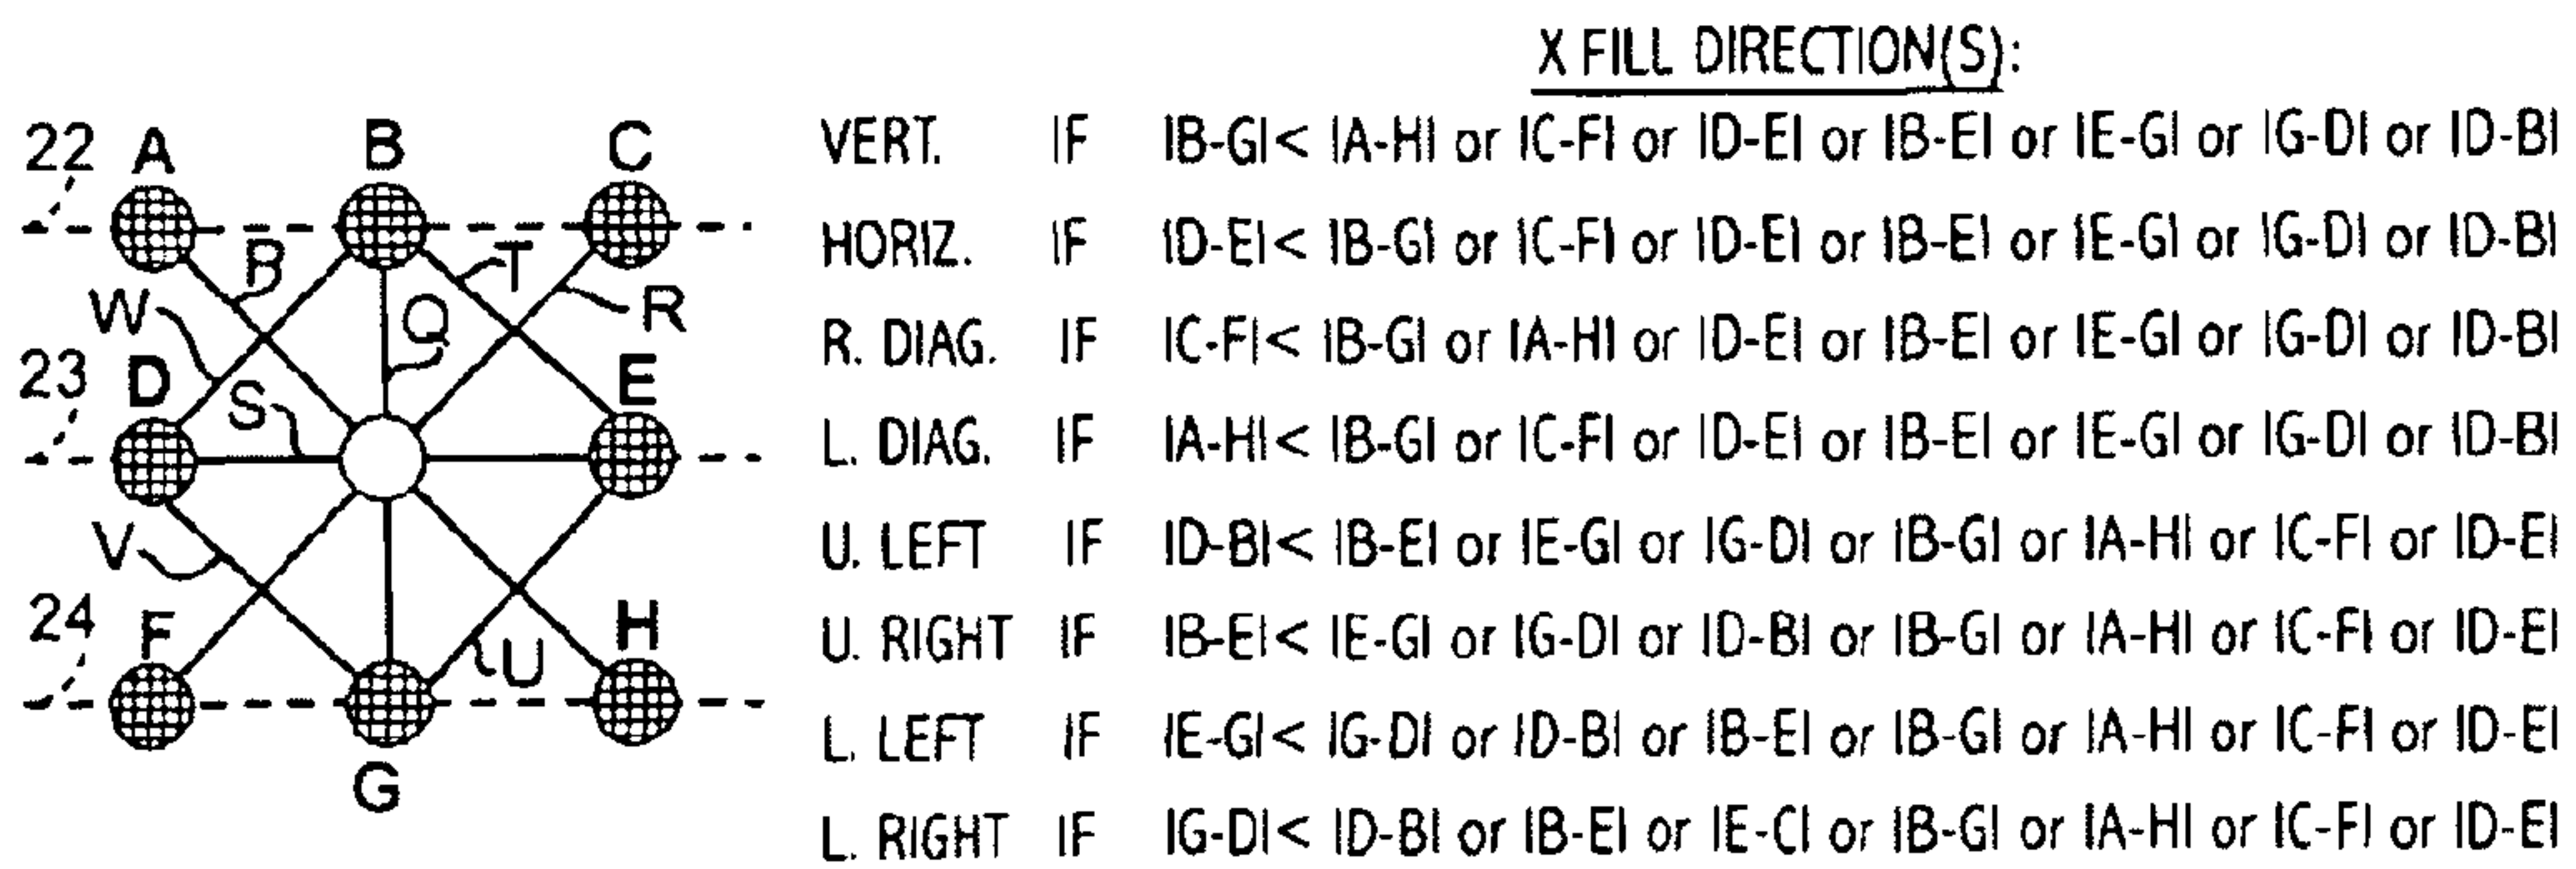 X FILL DIRECTION(S):
22 A B C
P T
W Q R
23 D E
S
V
24 F H
U
G
VERT. IF |B-G|< |A-H| or |C-F| or |D-E| or |B-E| or |E-G| or |G-D| or |D-B|
HORIZ. IF |D-E|< |B-G| or |C-F| or |D-E| or |B-E| or |E-G| or |G-D| or |D-B|
R. DIAG. IF |C-F|< |B-G| or |A-H| or |D-E| or |B-E| or |E-G| or |G-D| or |D-B|
L. DIAG. IF |A-H|< |B-G| or |C-F| or |D-E| or |B-E| or |E-G| or |G-D| or |D-B|
U. LEFT IF |D-B|< |B-E| or |E-G| or |G-D| or |B-G| or |A-H| or |C-F| or |D-E|
U. RIGHT IF |B-E|< |E-G| or |G-D| or |D-B| or |B-G| or |A-H| or |C-F| or |D-E|
L. LEFT IF |E-G|< |G-D| or |D-B| or |B-E| or |B-G| or |A-H| or |C-F| or |D-E|
L. RIGHT IF |G-D|< |D-B| or |B-E| or |E-C| or |B-G| or |A-H| or |C-F| or |D-E|